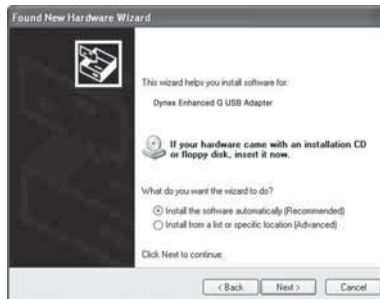 Found New Hardware Wizard
This wizard helps you install software for:
Dynex Enhanced G USB Adapter
If your hardware came with an installation CD
or floppy disk, insert it now.
What do you want the wizard to do?
Install the software automatically (Recommended)
Install from a list or specific location (Advanced)
Click Next to continue.
< Back Next > Cancel